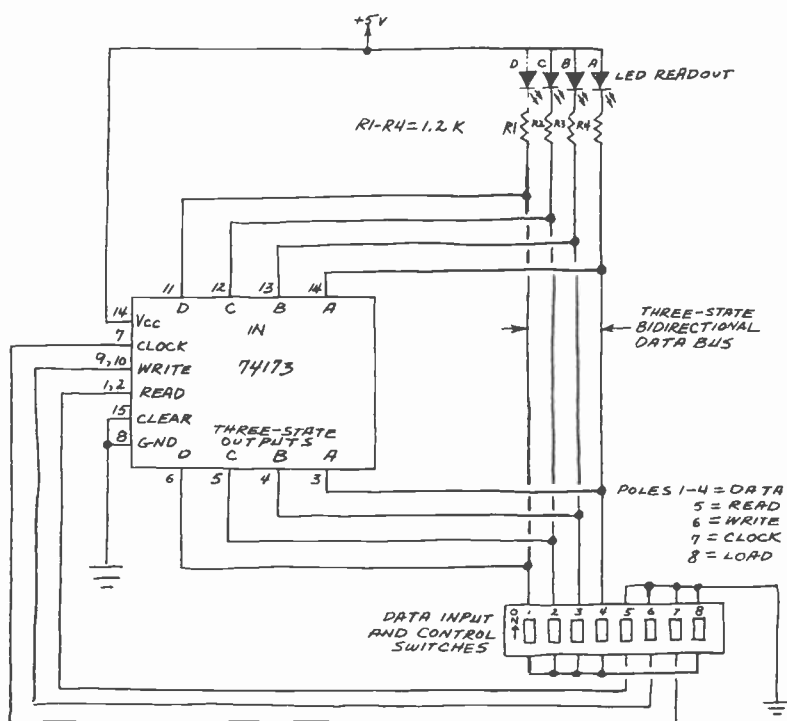 +5V
D C B A
LED READOUT
R1-R4 = 1.2 K
R1 R2 R3 R4
11 12 13 14
D C B A
IN
74173
14 VCC
7 CLOCK
9,10 WRITE
1,2 READ
15 CLEAR
8 GND
THREE-STATE
OUTPUTS
D C B A
6 5 4 3
THREE-STATE
BIDIRECTIONAL
DATA BUS
POLES 1-4 = DATA
5 = READ
6 = WRITE
7 = CLOCK
8 = LOAD
DATA INPUT
AND CONTROL
SWITCHES
ON
1 2 3 4 5 6 7 8